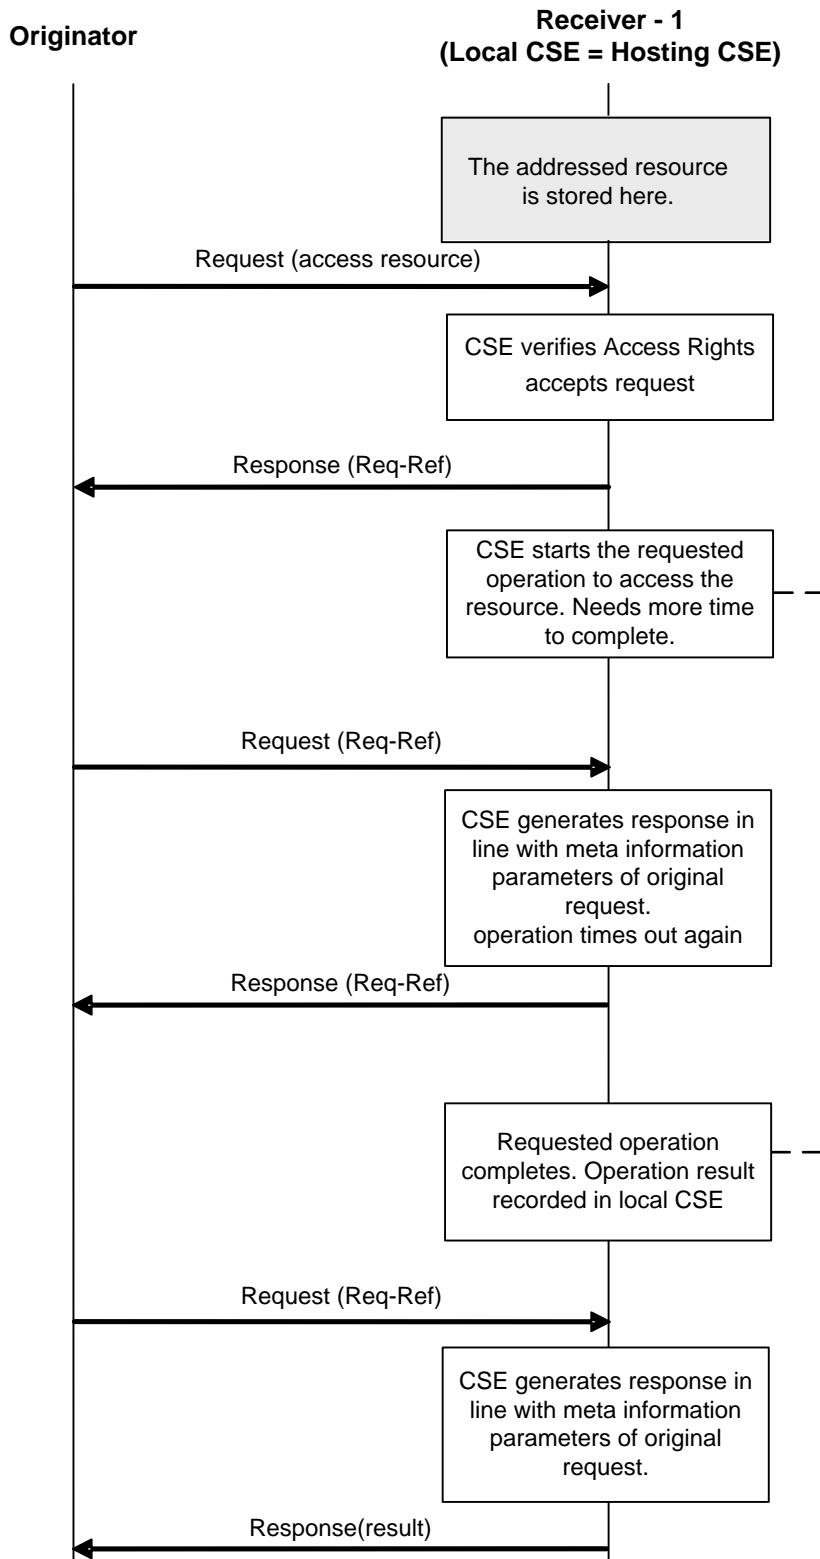 Originator
Receiver - 1
(Local CSE = Hosting CSE)
The addressed resource
is stored here.
Request (access resource)
CSE verifies Access Rights
accepts request
Response (Req-Ref)
CSE starts the requested
operation to access the
resource. Needs more time
to complete.
Request (Req-Ref)
CSE generates response in
line with meta information
parameters of original
request.
operation times out again
Response (Req-Ref)
Requested operation
completes. Operation result
recorded in local CSE
Request (Req-Ref)
CSE generates response in
line with meta information
parameters of original
request.
Response(result)